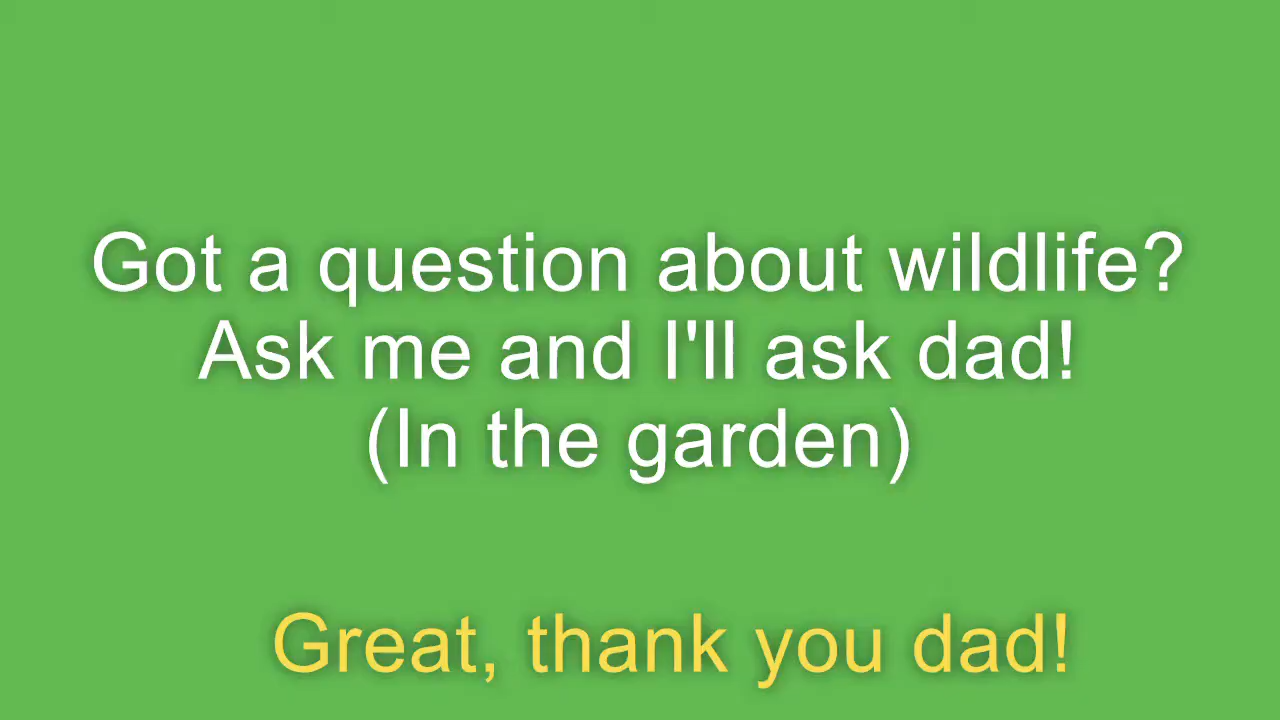 Got a question about wildlife?
Ask me and I'll ask dad!
(In the garden)
Great, thank you dad!